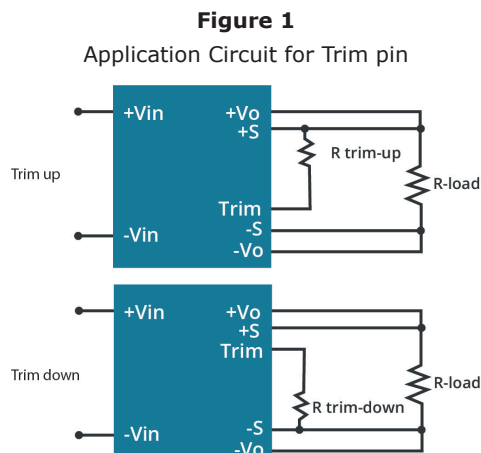 Figure 1
Application Circuit for Trim pin
+Vin
+Vo
+S
R trim-up
Trim up
R-load
Trim
-S
-Vin
-Vo
+Vin
+Vo
+S
Trim
Trim down
R-load
R trim-down
-S
-Vin
-Vo